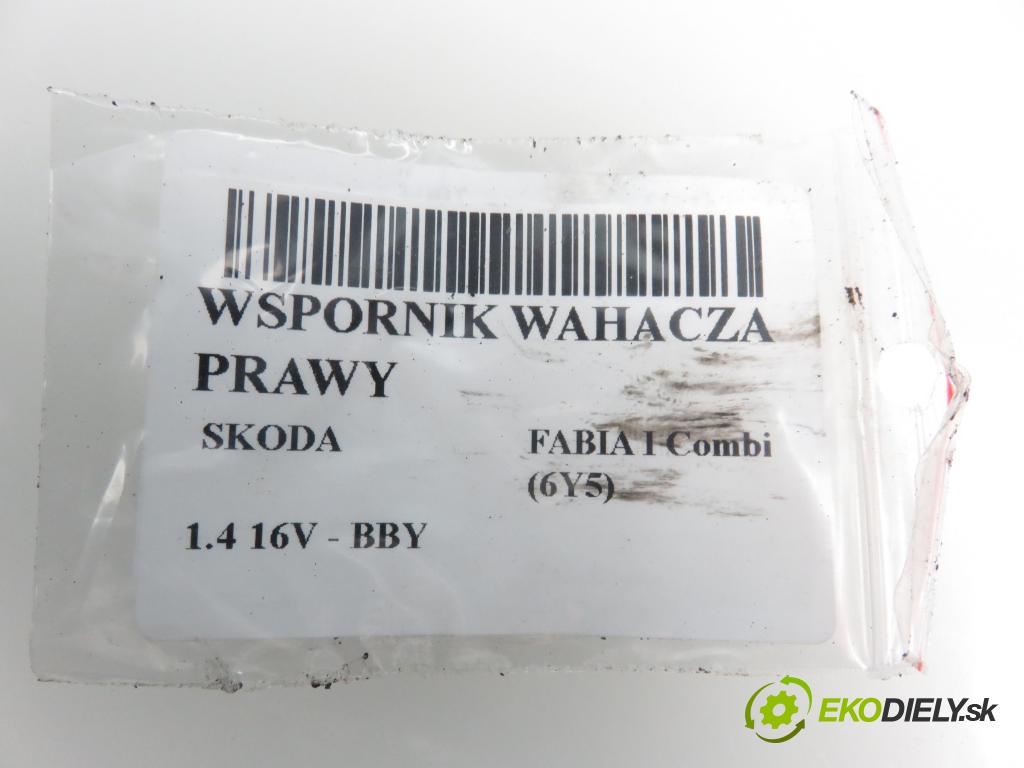 WSPORNIK WAHACZA
PRAWY
SKODA FABIA I Combi
(6Y5)
1.4 16V - BBY
EKODIELY.sk